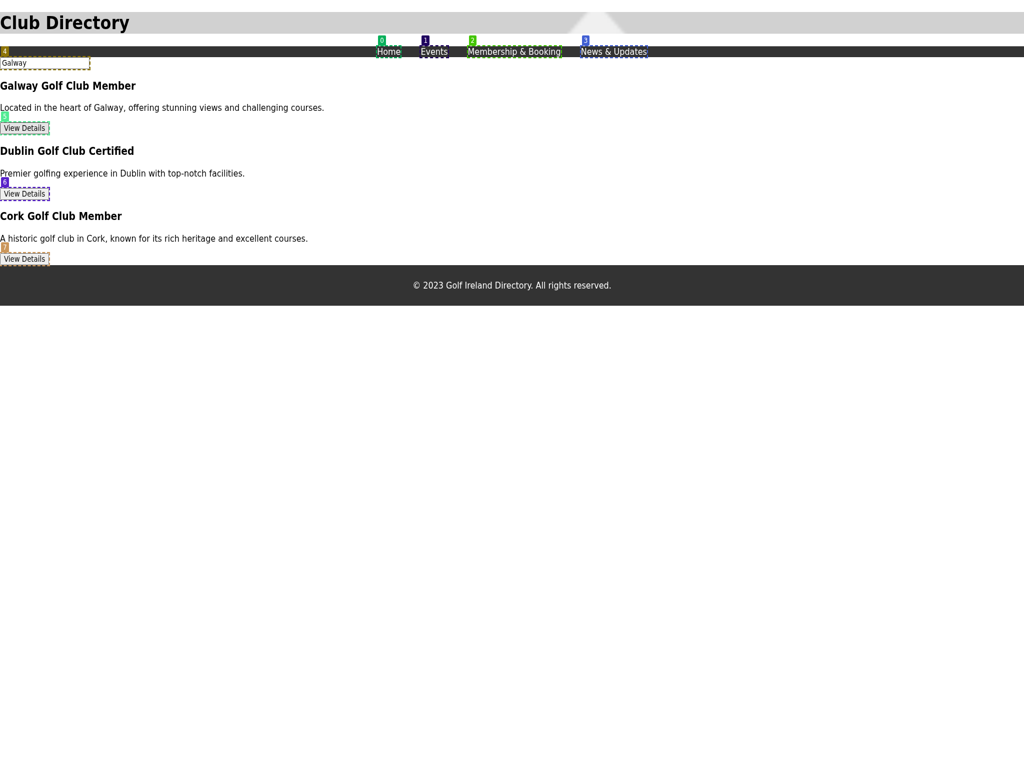 Club Directory
0 1 2 3
Home Events Membership & Booking News & Updates
4
Galway
Galway Golf Club Member
Located in the heart of Galway, offering stunning views and challenging courses.
5
View Details
Dublin Golf Club Certified
Premier golfing experience in Dublin with top-notch facilities.
6
View Details
Cork Golf Club Member
A historic golf club in Cork, known for its rich heritage and excellent courses.
7
View Details
© 2023 Golf Ireland Directory. All rights reserved.